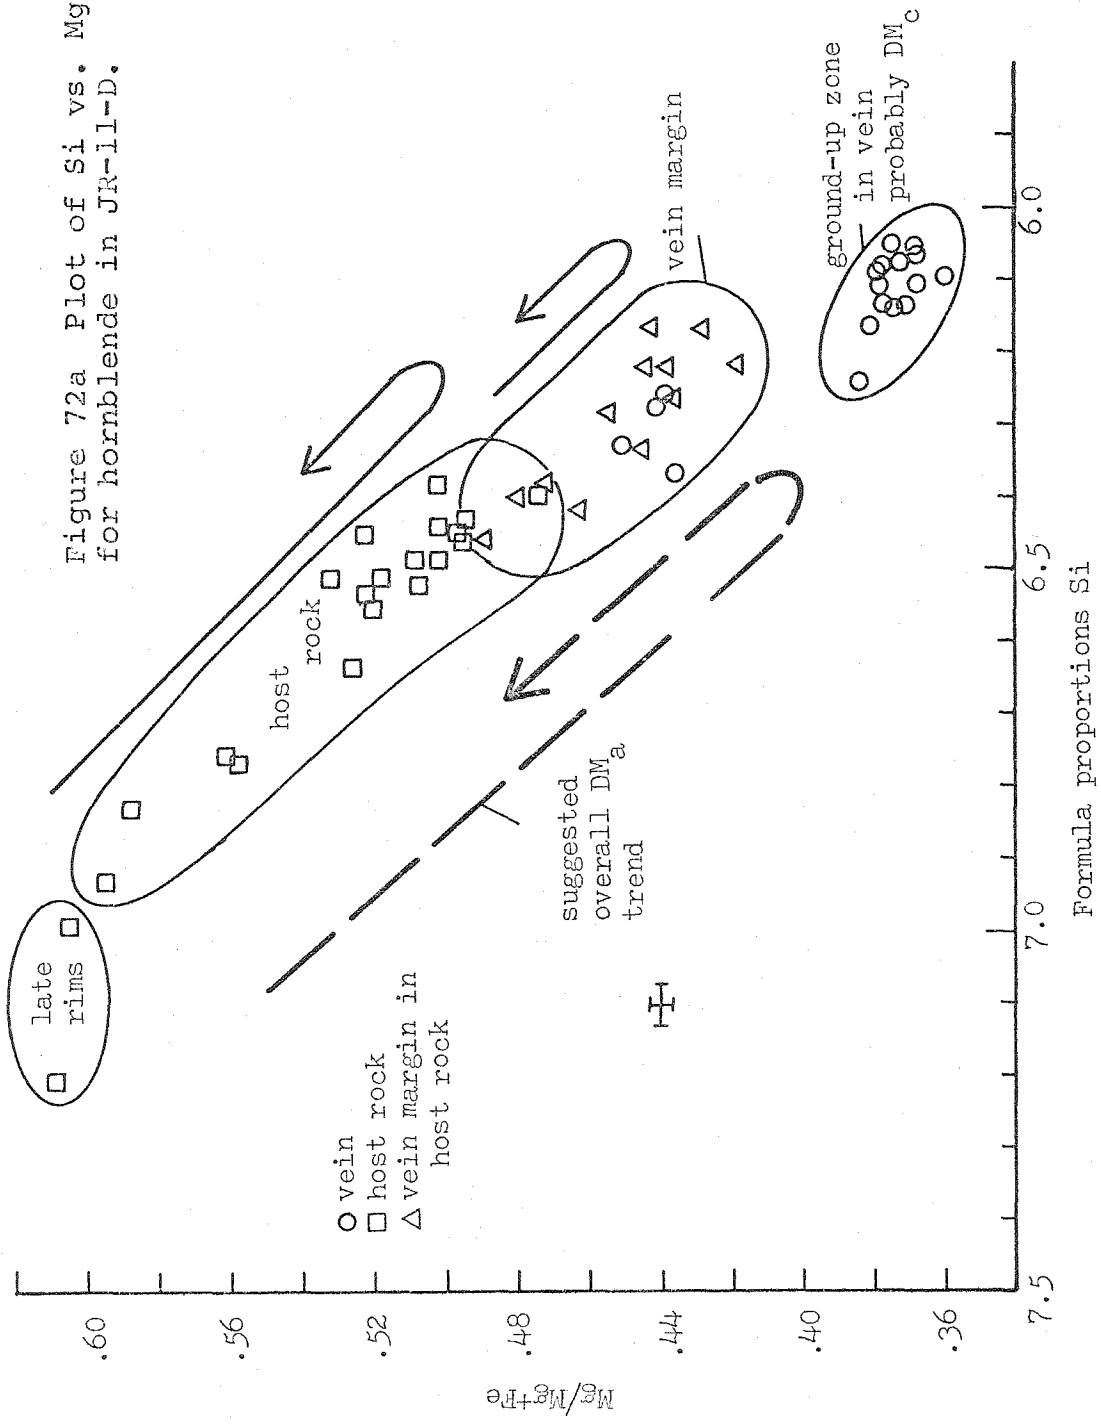 Figure 72a Plot of Si vs. Mg
for hornblende in JR-11-D.
late
rims
host
rock
vein margin
ground-up zone
in vein
probably DMc
suggested
overall DMa
trend
O vein
□ host rock
△ vein margin in
host rock
Mg/Mg+Fe
.60
.56
.52
.48
.44
.40
.36
7.5
7.0
6.5
6.0
Formula proportions Si